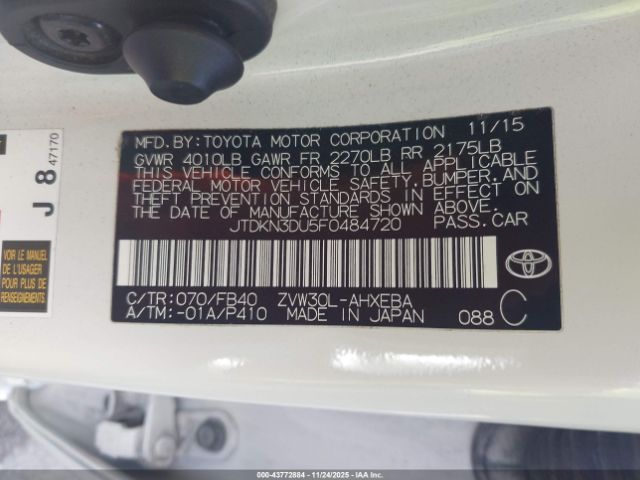 MFD. BY: TOYOTA MOTOR CORPORATION 11/15
GVWR 4010LB GAWR FR 2270LB RR 2175LB
THIS VEHICLE CONFORMS TO ALL APPLICABLE
FEDERAL MOTOR VEHICLE SAFETY, BUMPER, AND
THEFT PREVENTION STANDARDS IN EFFECT ON
THE DATE OF MANUFACTURE SHOWN ABOVE.
JTDKN3DU5F0484720 PASS. CAR
C/TR: 070/FB40 ZVW30L-AHXEBA
A/TM: -01A/P410 MADE IN JAPAN 088 C
J 8 47170
VOIR LE MANUEL
DE L'USAGER
POUR PLUS DE
RENSEIGNEMENTS
000-43772884 - 11/24/2025 - IAAI.COM